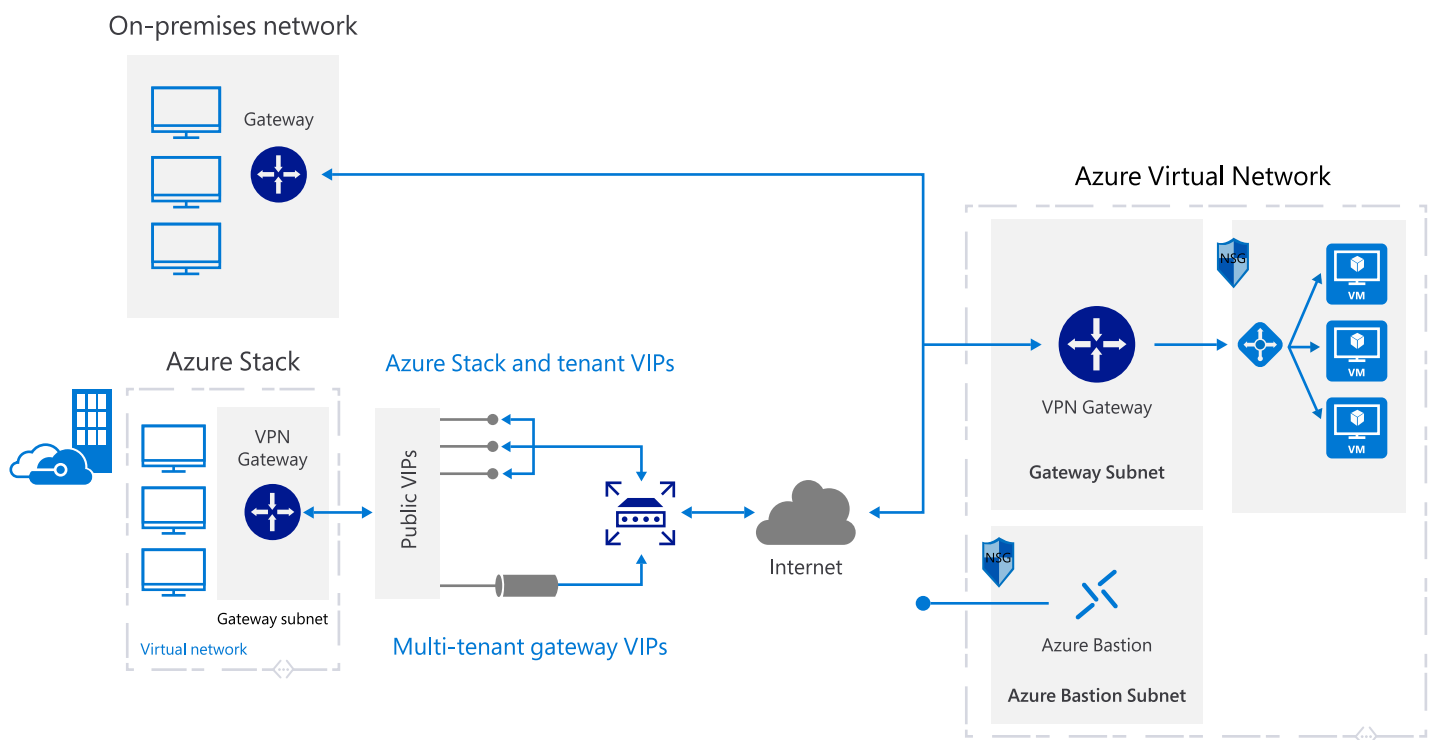 On-premises network
Gateway
Azure Virtual Network
NSG
VM
VM
VM
VPN Gateway
Gateway Subnet
Azure Stack
Azure Stack and tenant VIPs
VPN
Gateway
Public VIPs
Gateway subnet
Virtual network
Multi-tenant gateway VIPs
Internet
NSG
Azure Bastion
Azure Bastion Subnet